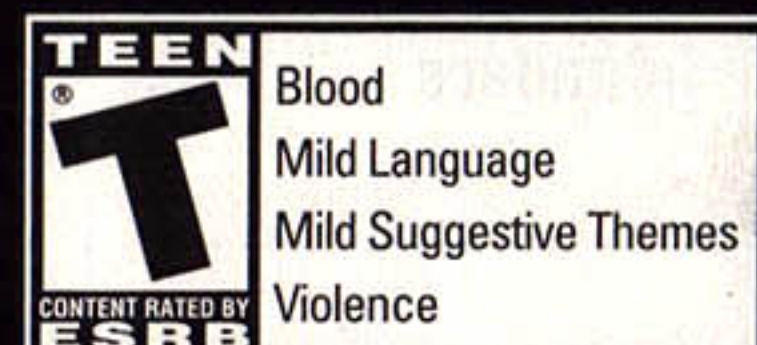 TEEN
®
T
CONTENT RATED BY
ESRB
Blood
Mild Language
Mild Suggestive Themes
Violence